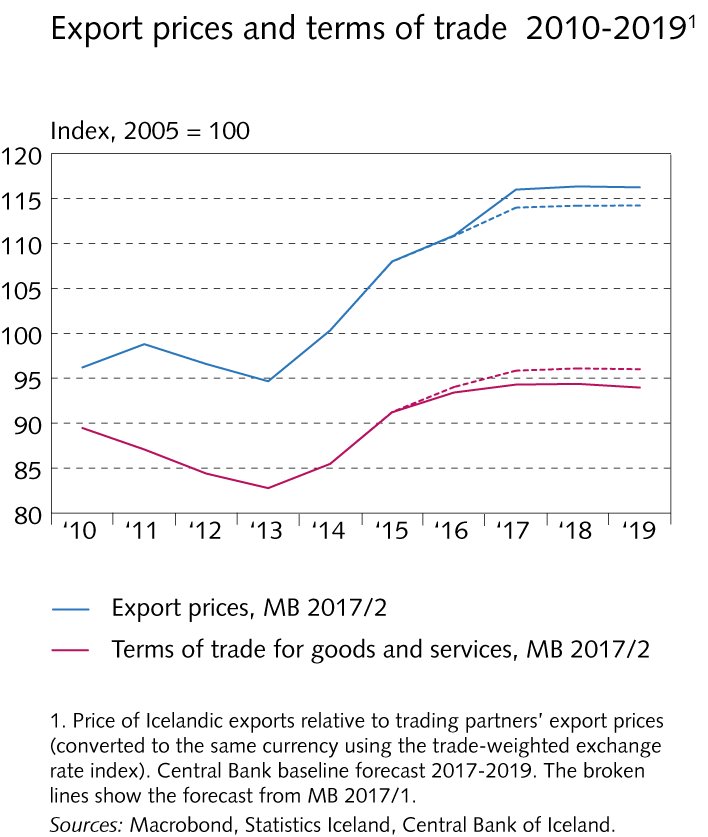 Export prices and terms of trade  2010-2019¹
Index, 2005 = 100
120
115
110
105
100
95
90
85
80
‘10 ‘11 ‘12 ‘13 ‘14 ‘15 ‘16 ‘17 ‘18 ‘19
Export prices, MB 2017/2
Terms of trade for goods and services, MB 2017/2
1. Price of Icelandic exports relative to trading partners’ export prices
(converted to the same currency using the trade-weighted exchange
rate index). Central Bank baseline forecast 2017-2019. The broken
lines show the forecast from MB 2017/1.
Sources: Macrobond, Statistics Iceland, Central Bank of Iceland.